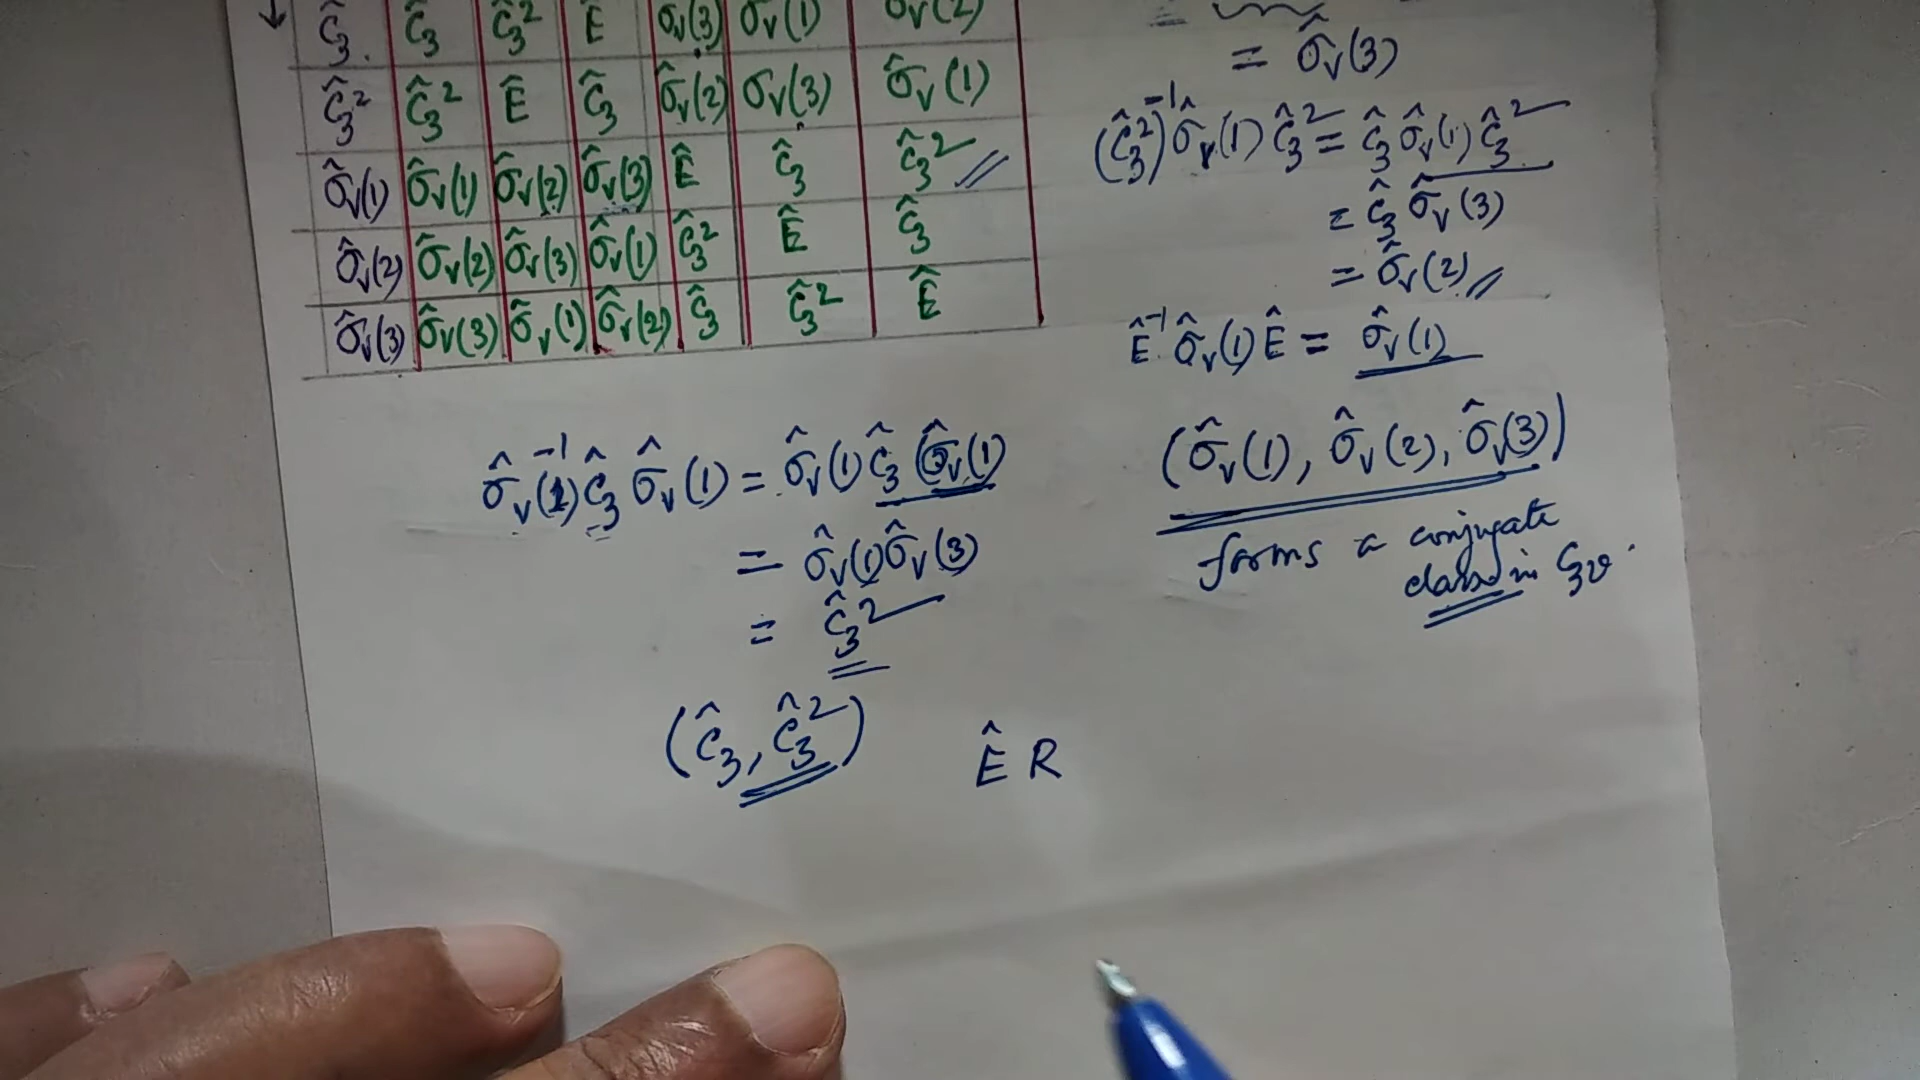 ↓ Ĉ₃ Ĉ₃ Ĉ₃² Ê σ̂ᵥ(3) σ̂ᵥ(1) σ̂ᵥ(2)
Ĉ₃² Ĉ₃² Ê Ĉ₃ σ̂ᵥ(2) σᵥ(3) σ̂ᵥ(1)
σ̂ᵥ(1) σ̂ᵥ(1) σ̂ᵥ(2) σ̂ᵥ(3) Ê Ĉ₃ Ĉ₃²
σ̂ᵥ(2) σ̂ᵥ(2) σ̂ᵥ(3) σ̂ᵥ(1) Ĉ₃² Ê Ĉ₃
σ̂ᵥ(3) σ̂ᵥ(3) σ̂ᵥ(1) σ̂ᵥ(2) Ĉ₃ Ĉ₃² Ê
= σ̂ᵥ(3)
(Ĉ₃²)⁻¹ σ̂ᵥ(1) Ĉ₃² = Ĉ₃ σ̂ᵥ(1) Ĉ₃²
= Ĉ₃ σ̂ᵥ(3)
= σ̂ᵥ(2)
Ê⁻¹ σ̂ᵥ(1) Ê = σ̂ᵥ(1)
(σ̂ᵥ(1), σ̂ᵥ(2), σ̂ᵥ(3))
forms a conjugate
class in C₃ᵥ.
σ̂ᵥ⁻¹(1) Ĉ₃ σ̂ᵥ(1) = σ̂ᵥ(1) Ĉ₃ σ̂ᵥ(1)
= σ̂ᵥ(1) σ̂ᵥ(3)
= Ĉ₃²
(Ĉ₃, Ĉ₃²)
Ê R